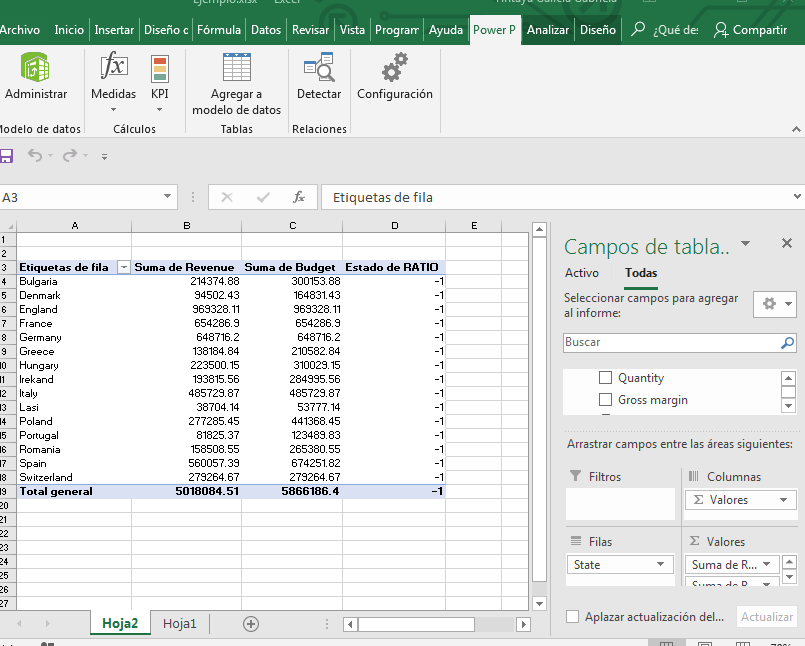 Ejemplo.xlsx - Excel
Antaya Galicia Gabriela
Archivo Inicio Insertar Diseño c Fórmula Datos Revisar Vista Program Ayuda Power P Analizar Diseño ¿Qué de: Compartir
Administrar Medidas KPI Agregar a modelo de datos Detectar Configuración
Modelo de datos Cálculos Tablas Relaciones
A3 fx Etiquetas de fila
A B C D E
1
2
3 Etiquetas de fila Suma de Revenue Suma de Budget Estado de RATIO
4 Bulgaria 214374.88 300153.88 -1
5 Denmark 94502.43 164831.43 -1
6 England 969328.11 969328.11 -1
7 France 654286.9 654286.9 -1
8 Germany 648716.2 648716.2 -1
9 Greece 138184.84 210582.84 -1
10 Hungary 223500.15 310029.15 -1
11 Irekand 193815.56 284995.56 -1
12 Italy 485729.87 485729.87 -1
13 Lasi 38704.14 53777.14 -1
14 Poland 277285.45 441368.45 -1
15 Portugal 81825.37 123489.83 -1
16 Romania 158508.55 265380.55 -1
17 Spain 560057.39 674251.82 -1
18 Switzerland 279264.67 279264.67 -1
19 Total general 5018084.51 5866186.4 -1
20
21
22
23
24
25
26
27
Hoja2 Hoja1
Campos de tabla..
Activo Todas
Seleccionar campos para agregar
al informe:
Buscar
Quantity
Gross margin
Arrastrar campos entre las áreas siguientes:
Filtros Columnas
Σ Valores
Filas Σ Valores
State Suma de R...
Suma de B
Aplazar actualización del... Actualizar